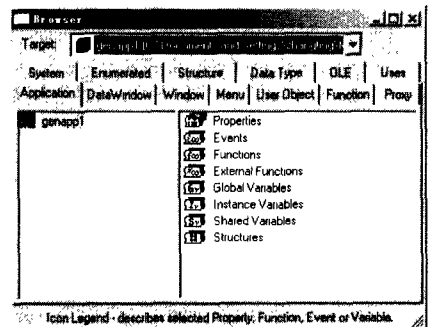 Browser
Target:
System Enumerated Structure Data Type OLE Uses
Application DataWindow Window Menu User Object Function Proxy
genapp1
Properties
Events
Functions
External Functions
Global Variables
Instance Variables
Shared Variables
Structures
Icon Legend - describes selected Property, Function, Event or Variable.